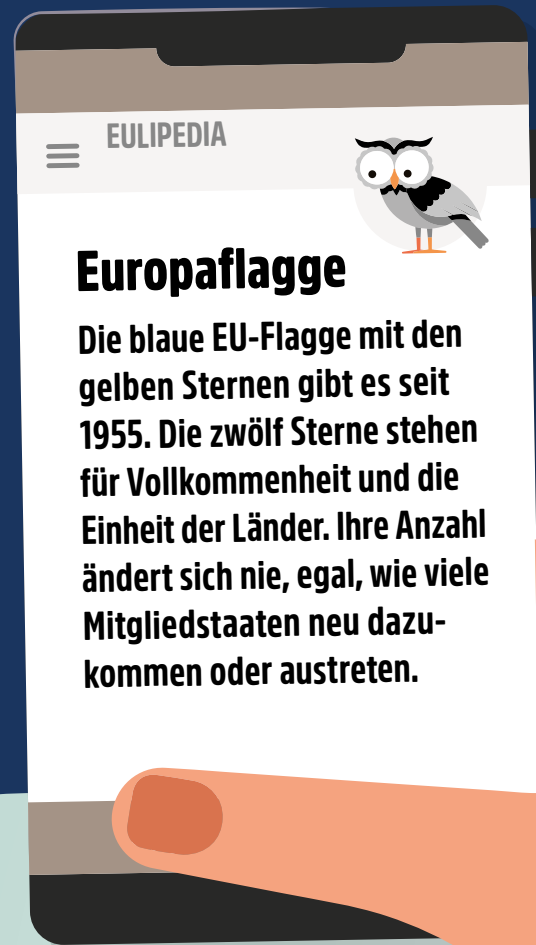 EULIPEDIA
Europaflagge
Die blaue EU-Flagge mit den
gelben Sternen gibt es seit
1955. Die zwölf Sterne stehen
für Vollkommenheit und die
Einheit der Länder. Ihre Anzahl
ändert sich nie, egal, wie viele
Mitgliedstaaten neu dazu-
kommen oder austreten.